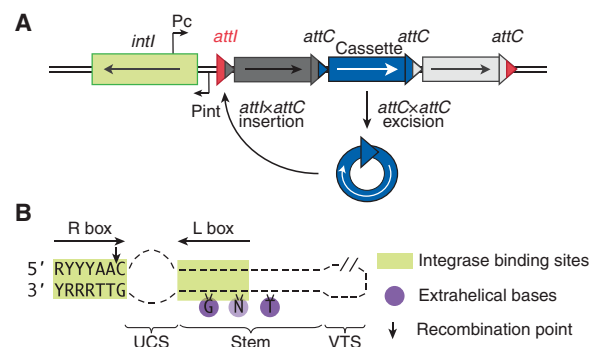 A
Pc
intI
attI
attC
attC
attC
Cassette
Pint
attI×attC
insertion
attC×attC
excision
B
R box
L box
5′ RYYYAAC
3′ YRRRTTG
G N T
UCS
Stem
VTS
Integrase binding sites
Extrahelical bases
Recombination point